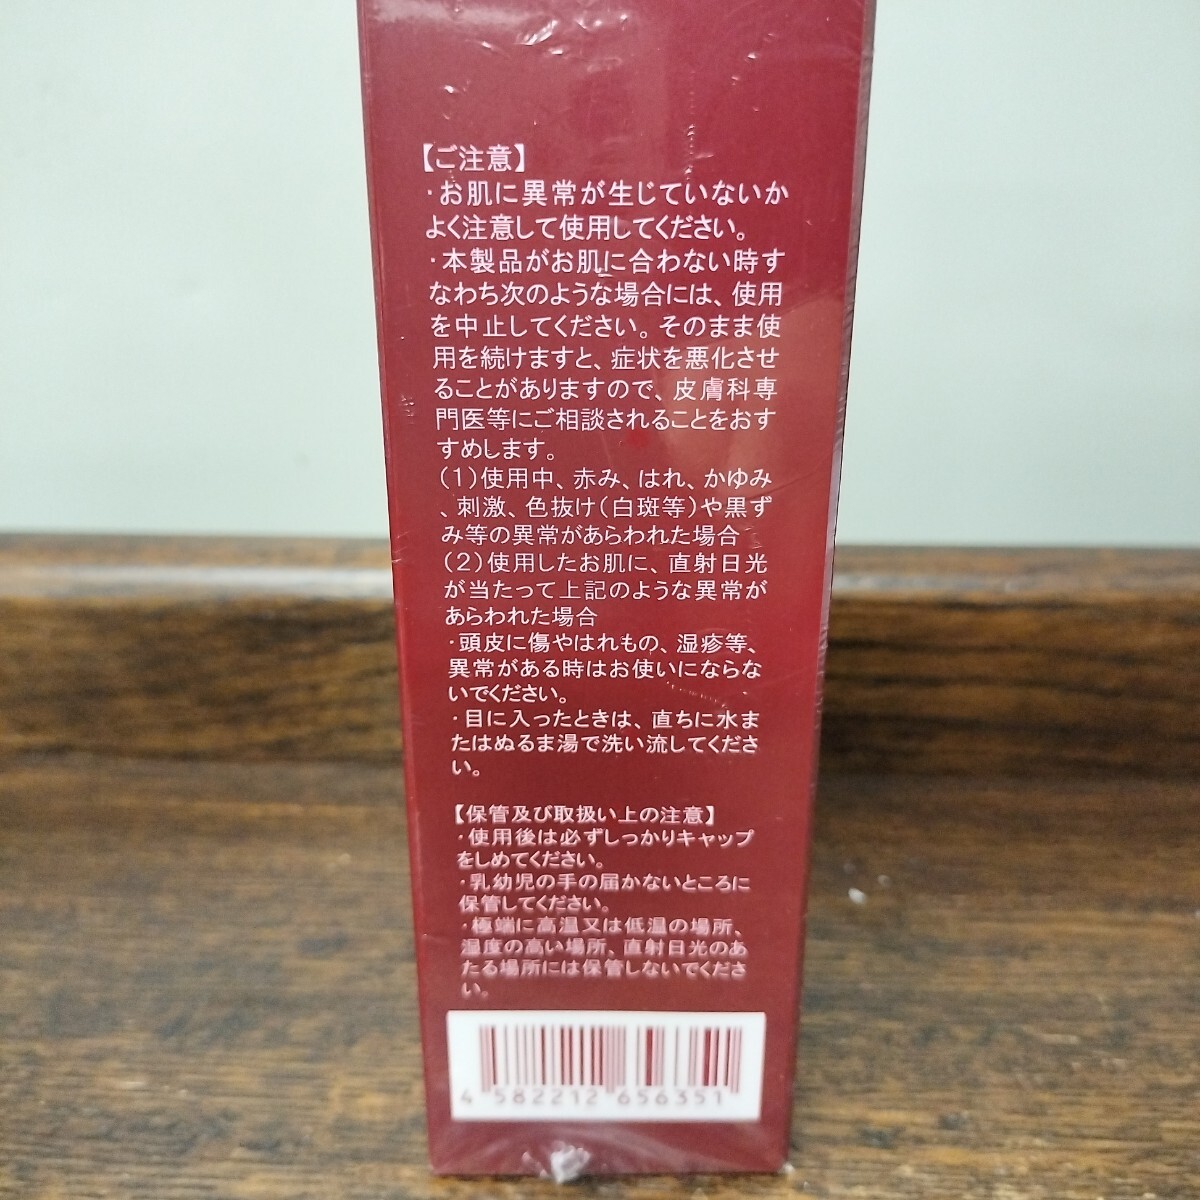 【ご注意】
・お肌に異常が生じていないか
よく注意して使用してください。
・本製品がお肌に合わない時す
なわち次のような場合には、使用
を中止してください。そのまま使
用を続けますと、症状を悪化させ
ることがありますので、皮膚科専
門医等にご相談されることをおす
すめします。
(1)使用中、赤み、はれ、かゆみ
、刺激、色抜け(白斑等)や黒ず
み等の異常があらわれた場合
(2)使用したお肌に、直射日光
が当たって上記のような異常が
あらわれた場合
・頭皮に傷やはれもの、湿疹等、
異常がある時はお使いにならな
いでください。
・目に入ったときは、直ちに水ま
たはぬるま湯で洗い流してくださ
い。
【保管及び取扱い上の注意】
・使用後は必ずしっかりキャップ
をしめてください。
・乳幼児の手の届かないところに
保管してください。
・極端に高温又は低温の場所、
湿度の高い場所、直射日光のあ
たる場所には保管しないでくださ
い。
4 582212 656351